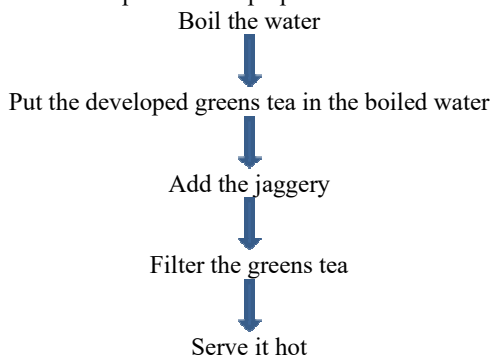 Boil the water
Put the developed greens tea in the boiled water
Add the jaggery
Filter the greens tea
Serve it hot